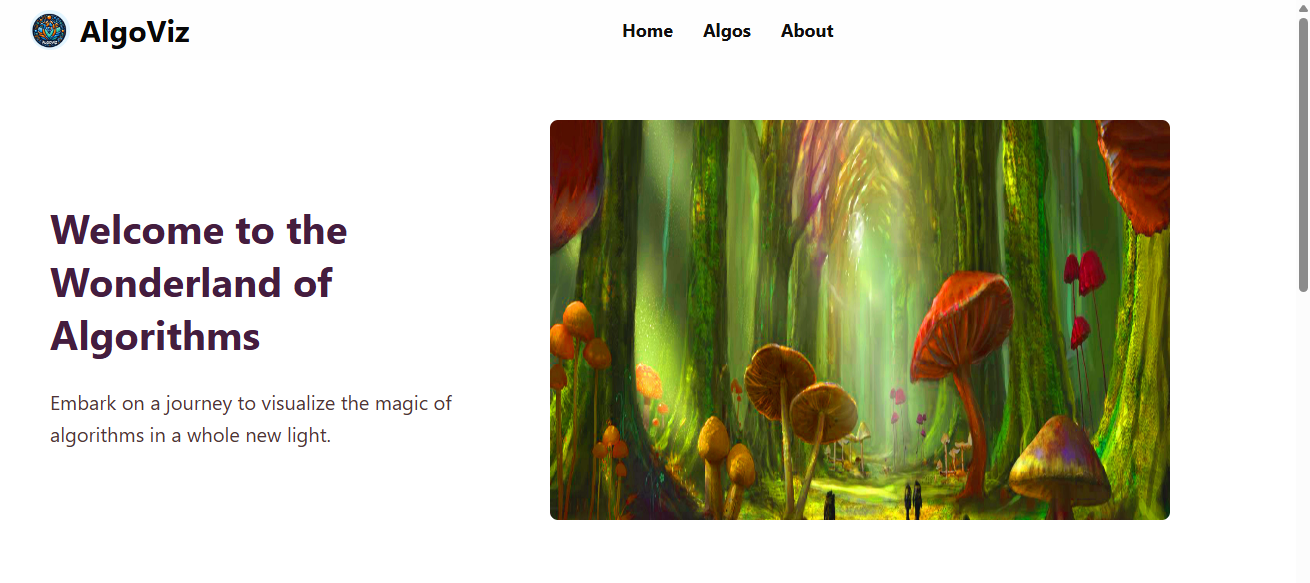 AlgoViz
Home Algos About
Welcome to the
Wonderland of
Algorithms
Embark on a journey to visualize the magic of
algorithms in a whole new light.